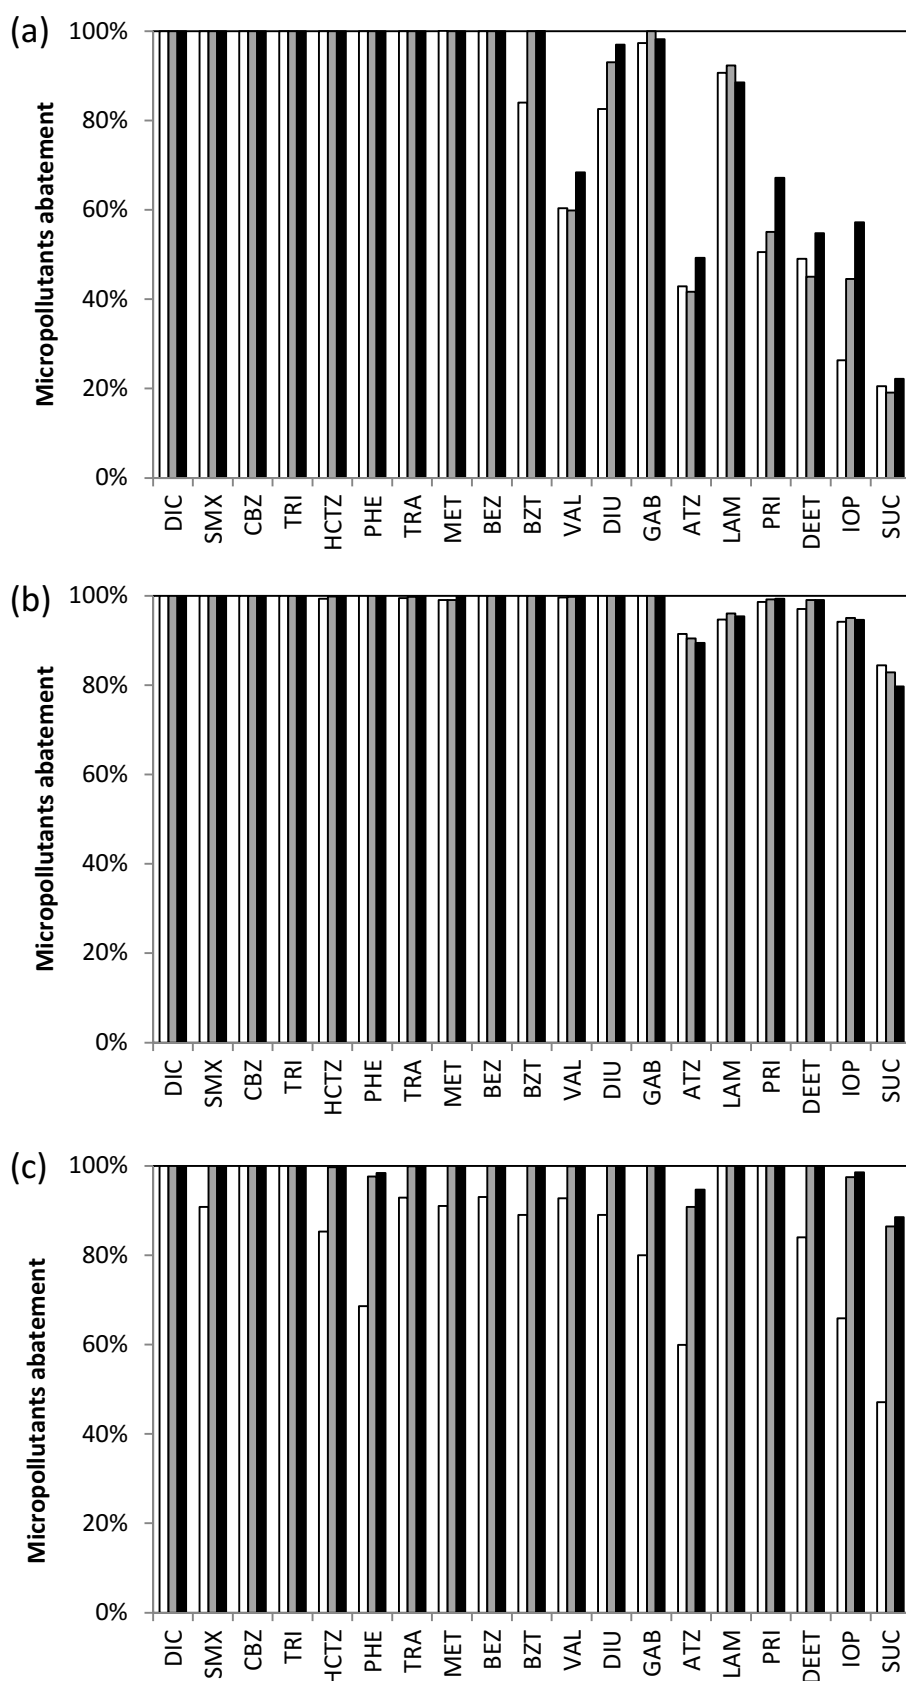 (a)
Micropollutants abatement
100%
80%
60%
40%
20%
0%
DIC
SMX
CBZ
TRI
HCTZ
PHE
TRA
MET
BEZ
BZT
VAL
DIU
GAB
ATZ
LAM
PRI
DEET
IOP
SUC
(b)
Micropollutants abatement
100%
80%
60%
40%
20%
0%
DIC
SMX
CBZ
TRI
HCTZ
PHE
TRA
MET
BEZ
BZT
VAL
DIU
GAB
ATZ
LAM
PRI
DEET
IOP
SUC
(c)
Micropollutants abatement
100%
80%
60%
40%
20%
0%
DIC
SMX
CBZ
TRI
HCTZ
PHE
TRA
MET
BEZ
BZT
VAL
DIU
GAB
ATZ
LAM
PRI
DEET
IOP
SUC